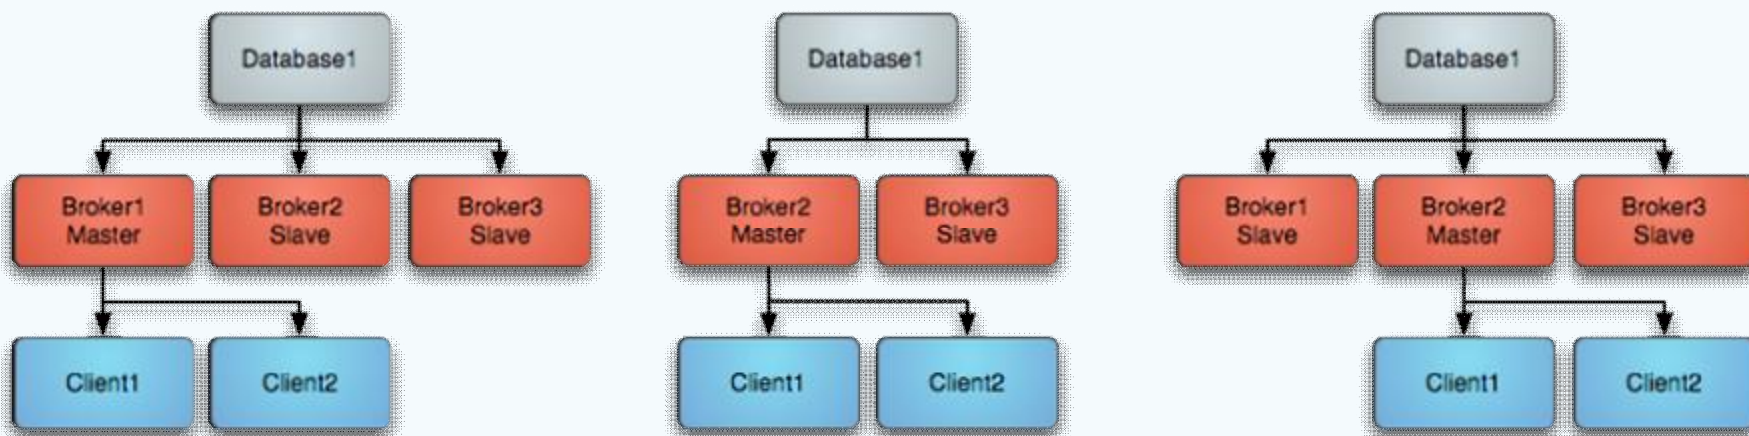 Database1
Broker1
Master
Broker2
Slave
Broker3
Slave
Client1
Client2
Database1
Broker2
Master
Broker3
Slave
Client1
Client2
Database1
Broker1
Slave
Broker2
Master
Broker3
Slave
Client1
Client2